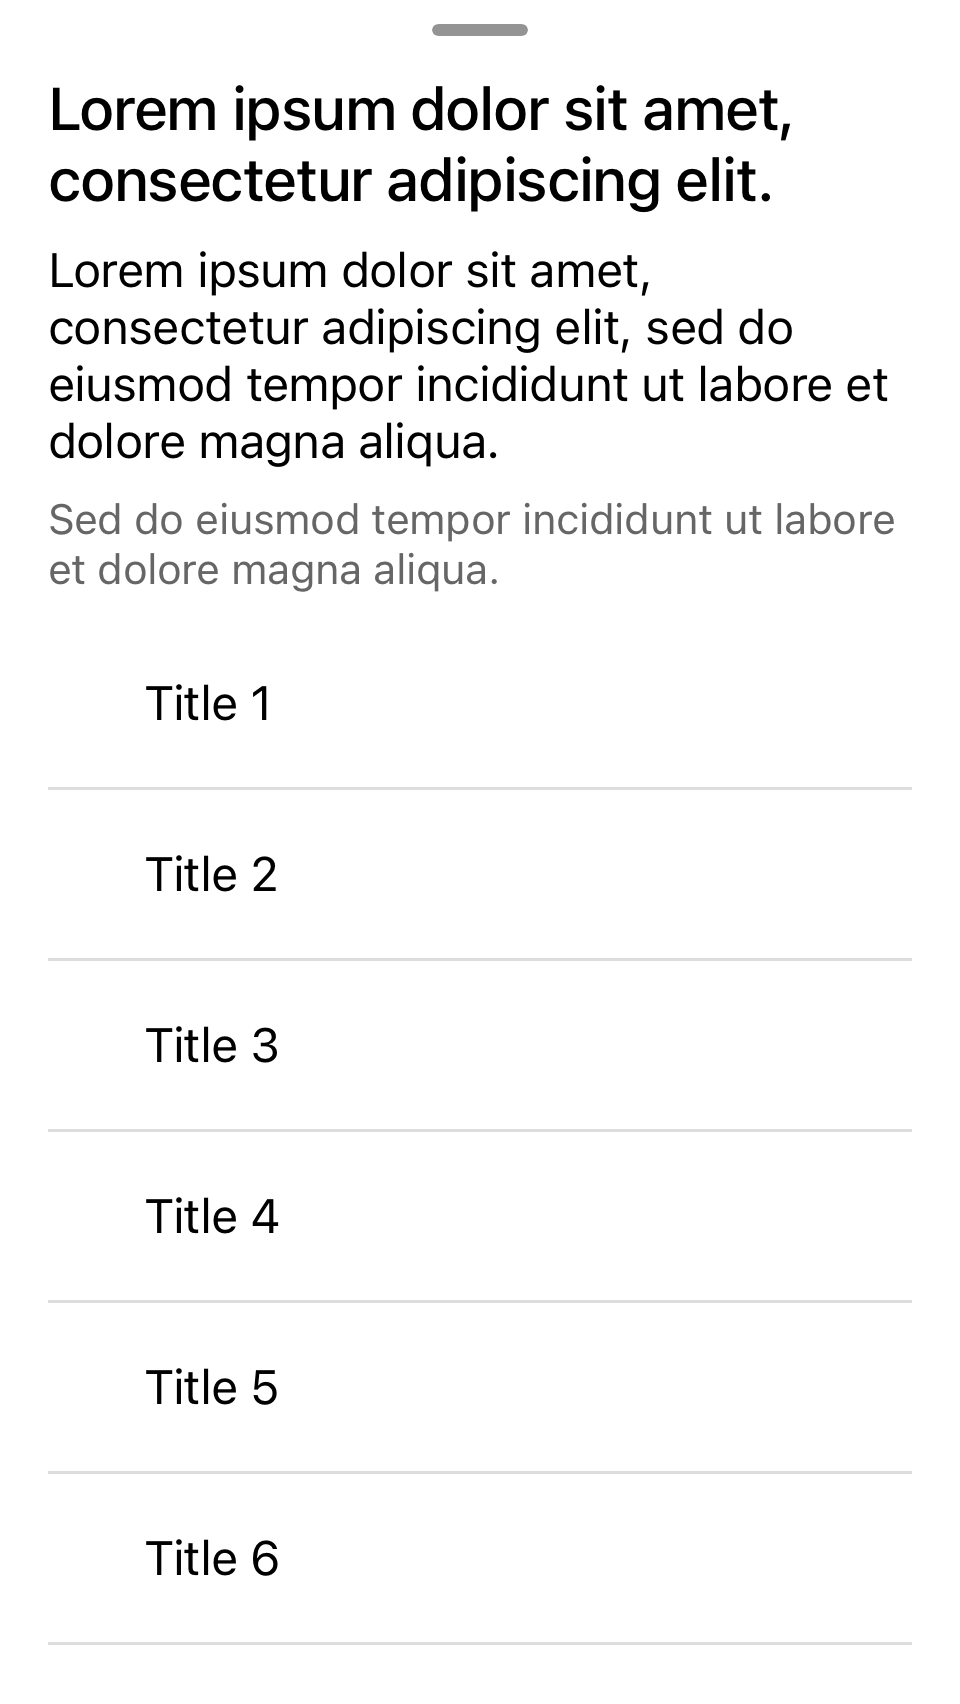 Lorem ipsum dolor sit amet,
consectetur adipiscing elit.
Lorem ipsum dolor sit amet,
consectetur adipiscing elit, sed do
eiusmod tempor incididunt ut labore et
dolore magna aliqua.
Sed do eiusmod tempor incididunt ut labore
et dolore magna aliqua.
Title 1
Title 2
Title 3
Title 4
Title 5
Title 6